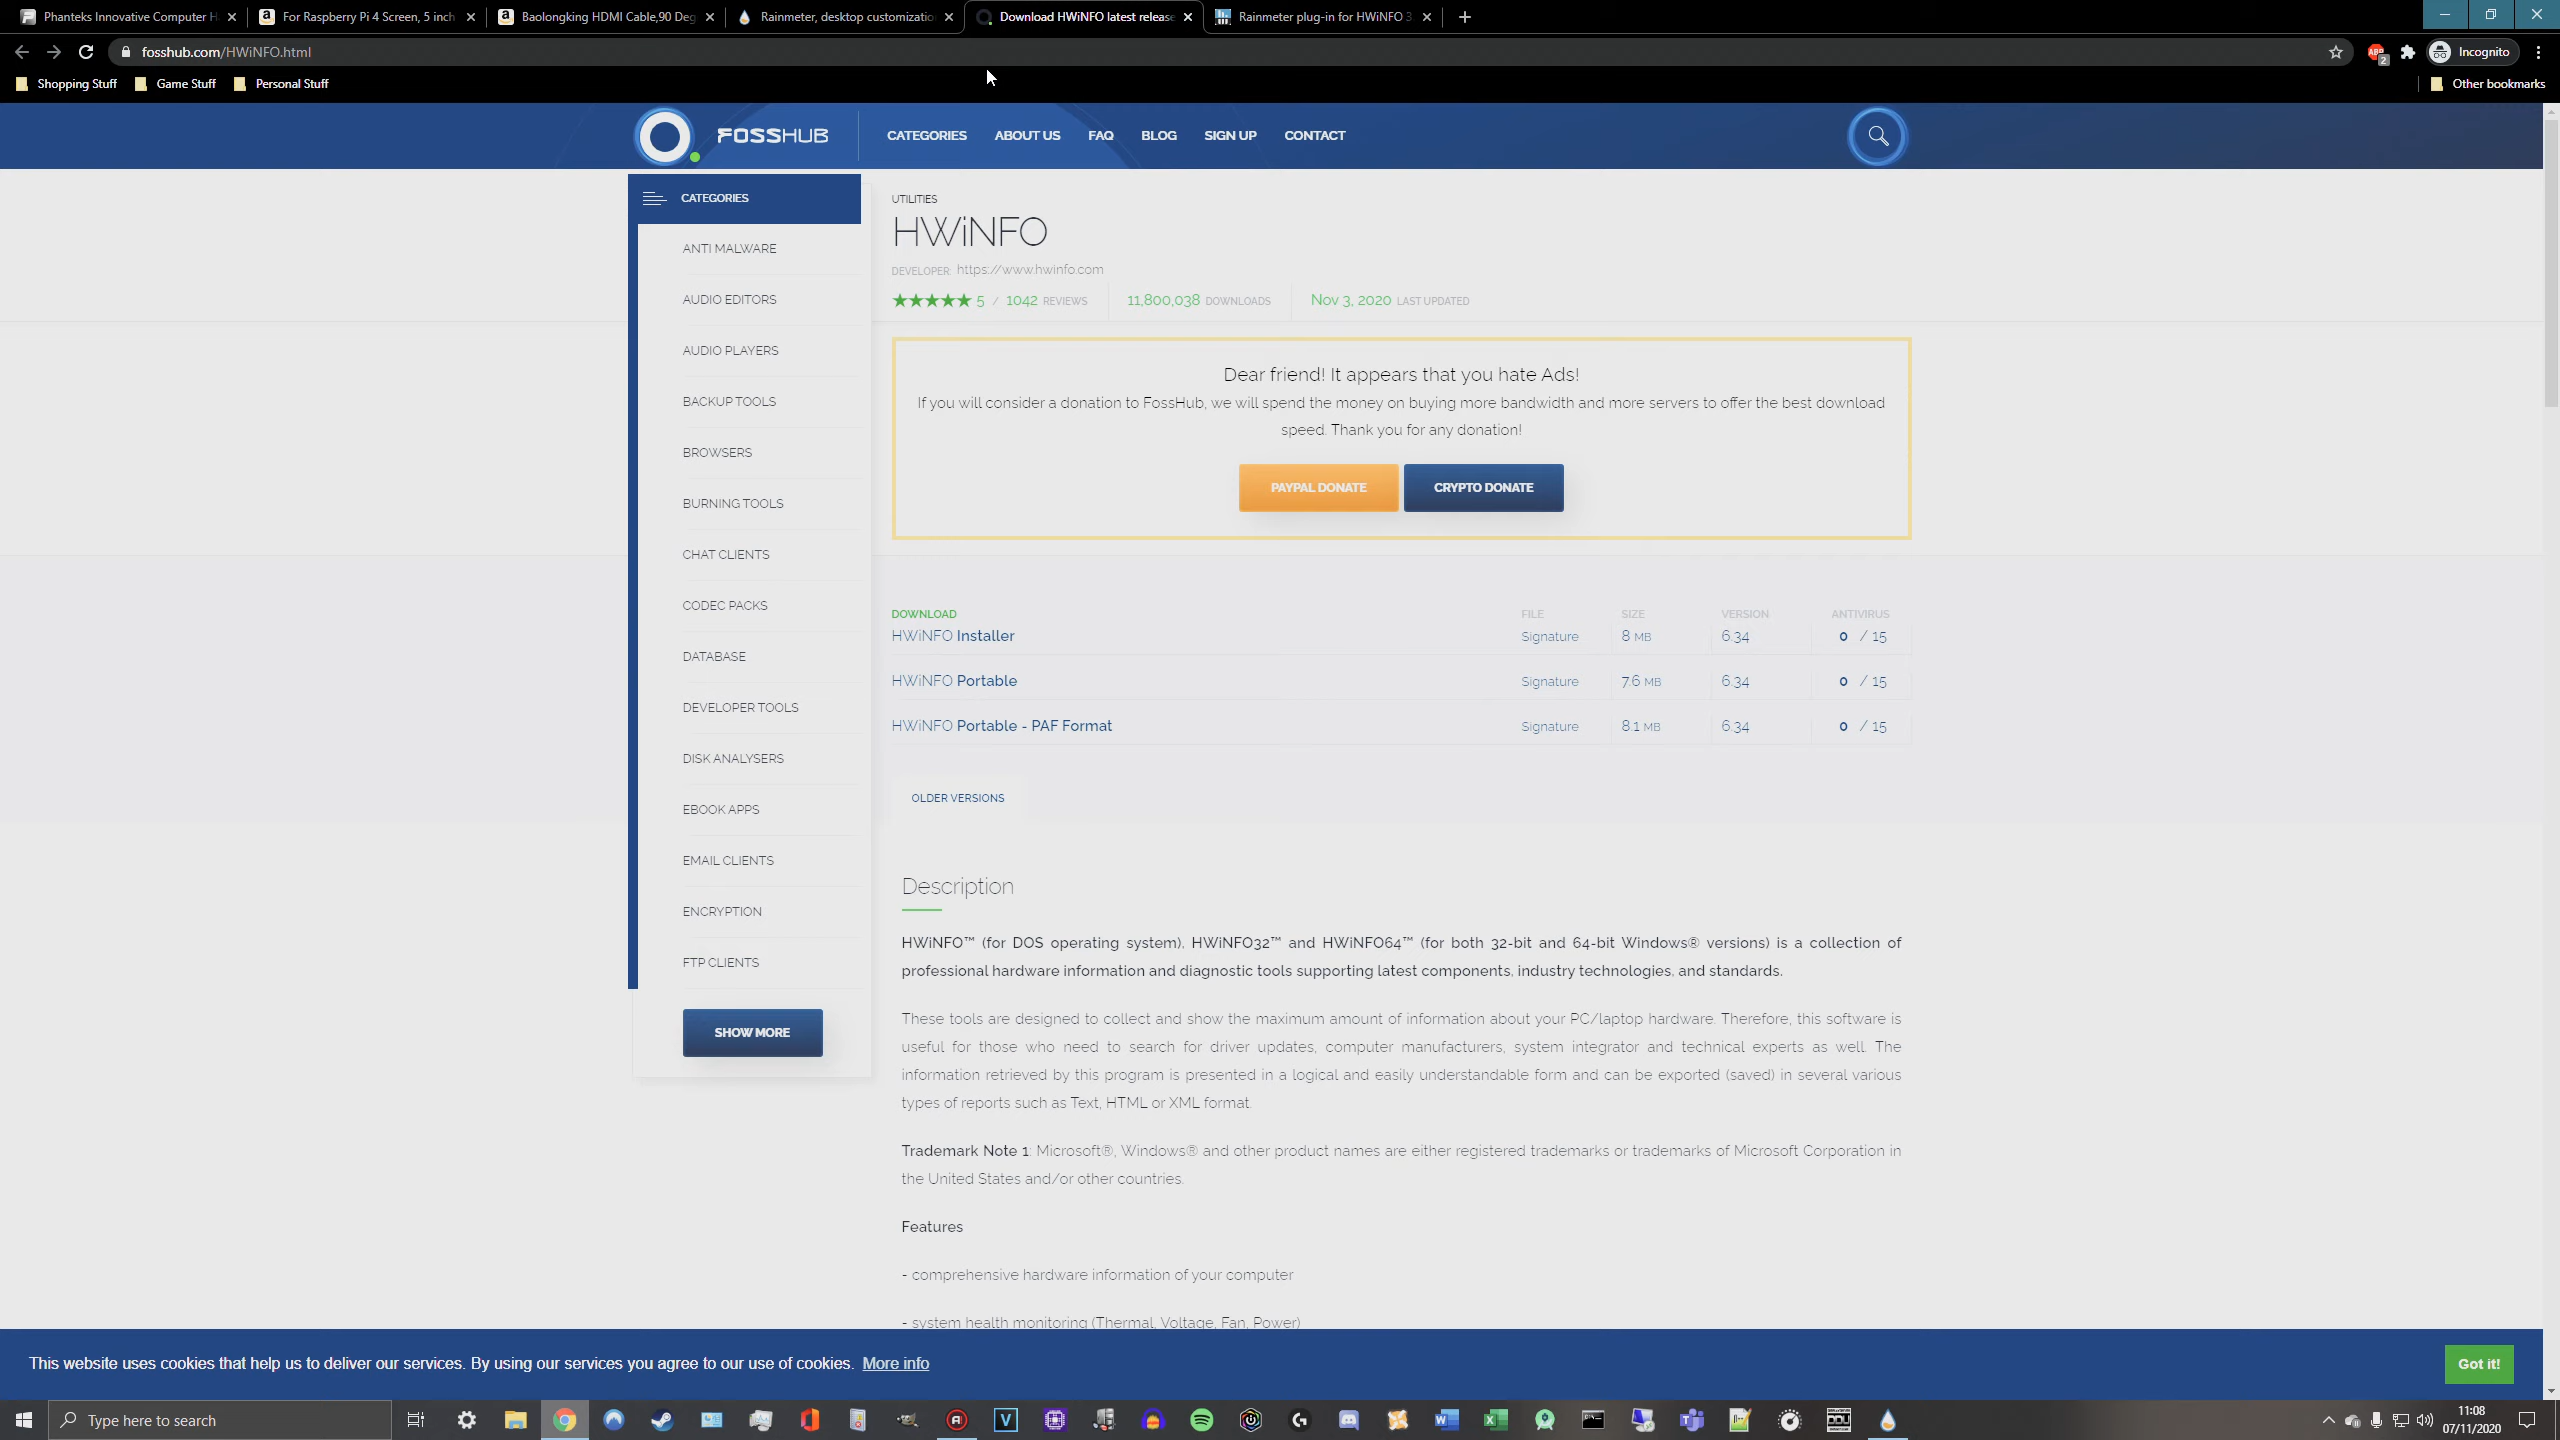 Phanteks Innovative Computer H
For Raspberry Pi 4 Screen, 5 inch
Baolongking HDMI Cable,90 Deg
Rainmeter, desktop customizatio
Download HWiNFO latest release
Rainmeter plug-in for HWiNFO 3
fosshub.com/HWiNFO.html
ABP
2
Incognito
Shopping Stuff
Game Stuff
Personal Stuff
Other bookmarks
FOSSHUB
CATEGORIES
ABOUT US
FAQ
BLOG
SIGN UP
CONTACT
CATEGORIES
ANTI MALWARE
AUDIO EDITORS
AUDIO PLAYERS
BACKUP TOOLS
BROWSERS
BURNING TOOLS
CHAT CLIENTS
CODEC PACKS
DATABASE
DEVELOPER TOOLS
DISK ANALYSERS
EBOOK APPS
EMAIL CLIENTS
ENCRYPTION
FTP CLIENTS
SHOW MORE
UTILITIES
HWiNFO
DEVELOPER: https://www.hwinfo.com
5 / 1042 REVIEWS
11,800,038 DOWNLOADS
Nov 3, 2020 LAST UPDATED
Dear friend! It appears that you hate Ads!
If you will consider a donation to FossHub, we will spend the money on buying more bandwidth and more servers to offer the best download
speed. Thank you for any donation!
PAYPAL DONATE
CRYPTO DONATE
DOWNLOAD FILE SIZE VERSION ANTIVIRUS
HWiNFO Installer Signature 8 MB 6.34 0 / 15
HWiNFO Portable Signature 7.6 MB 6.34 0 / 15
HWiNFO Portable - PAF Format Signature 8.1 MB 6.34 0 / 15
OLDER VERSIONS
Description
HWiNFO™ (for DOS operating system), HWiNFO32™ and HWiNFO64™ (for both 32-bit and 64-bit Windows® versions) is a collection of
professional hardware information and diagnostic tools supporting latest components, industry technologies, and standards.
These tools are designed to collect and show the maximum amount of information about your PC/laptop hardware. Therefore, this software is
useful for those who need to search for driver updates, computer manufacturers, system integrator and technical experts as well. The
information retrieved by this program is presented in a logical and easily understandable form and can be exported (saved) in several various
types of reports such as Text, HTML or XML format.
Trademark Note 1: Microsoft®, Windows® and other product names are either registered trademarks or trademarks of Microsoft Corporation in
the United States and/or other countries.
Features
- comprehensive hardware information of your computer
- system health monitoring (Thermal, Voltage, Fan, Power)
This website uses cookies that help us to deliver our services. By using our services you agree to our use of cookies. More info
Got it!
Type here to search
DDU
11:08
07/11/2020